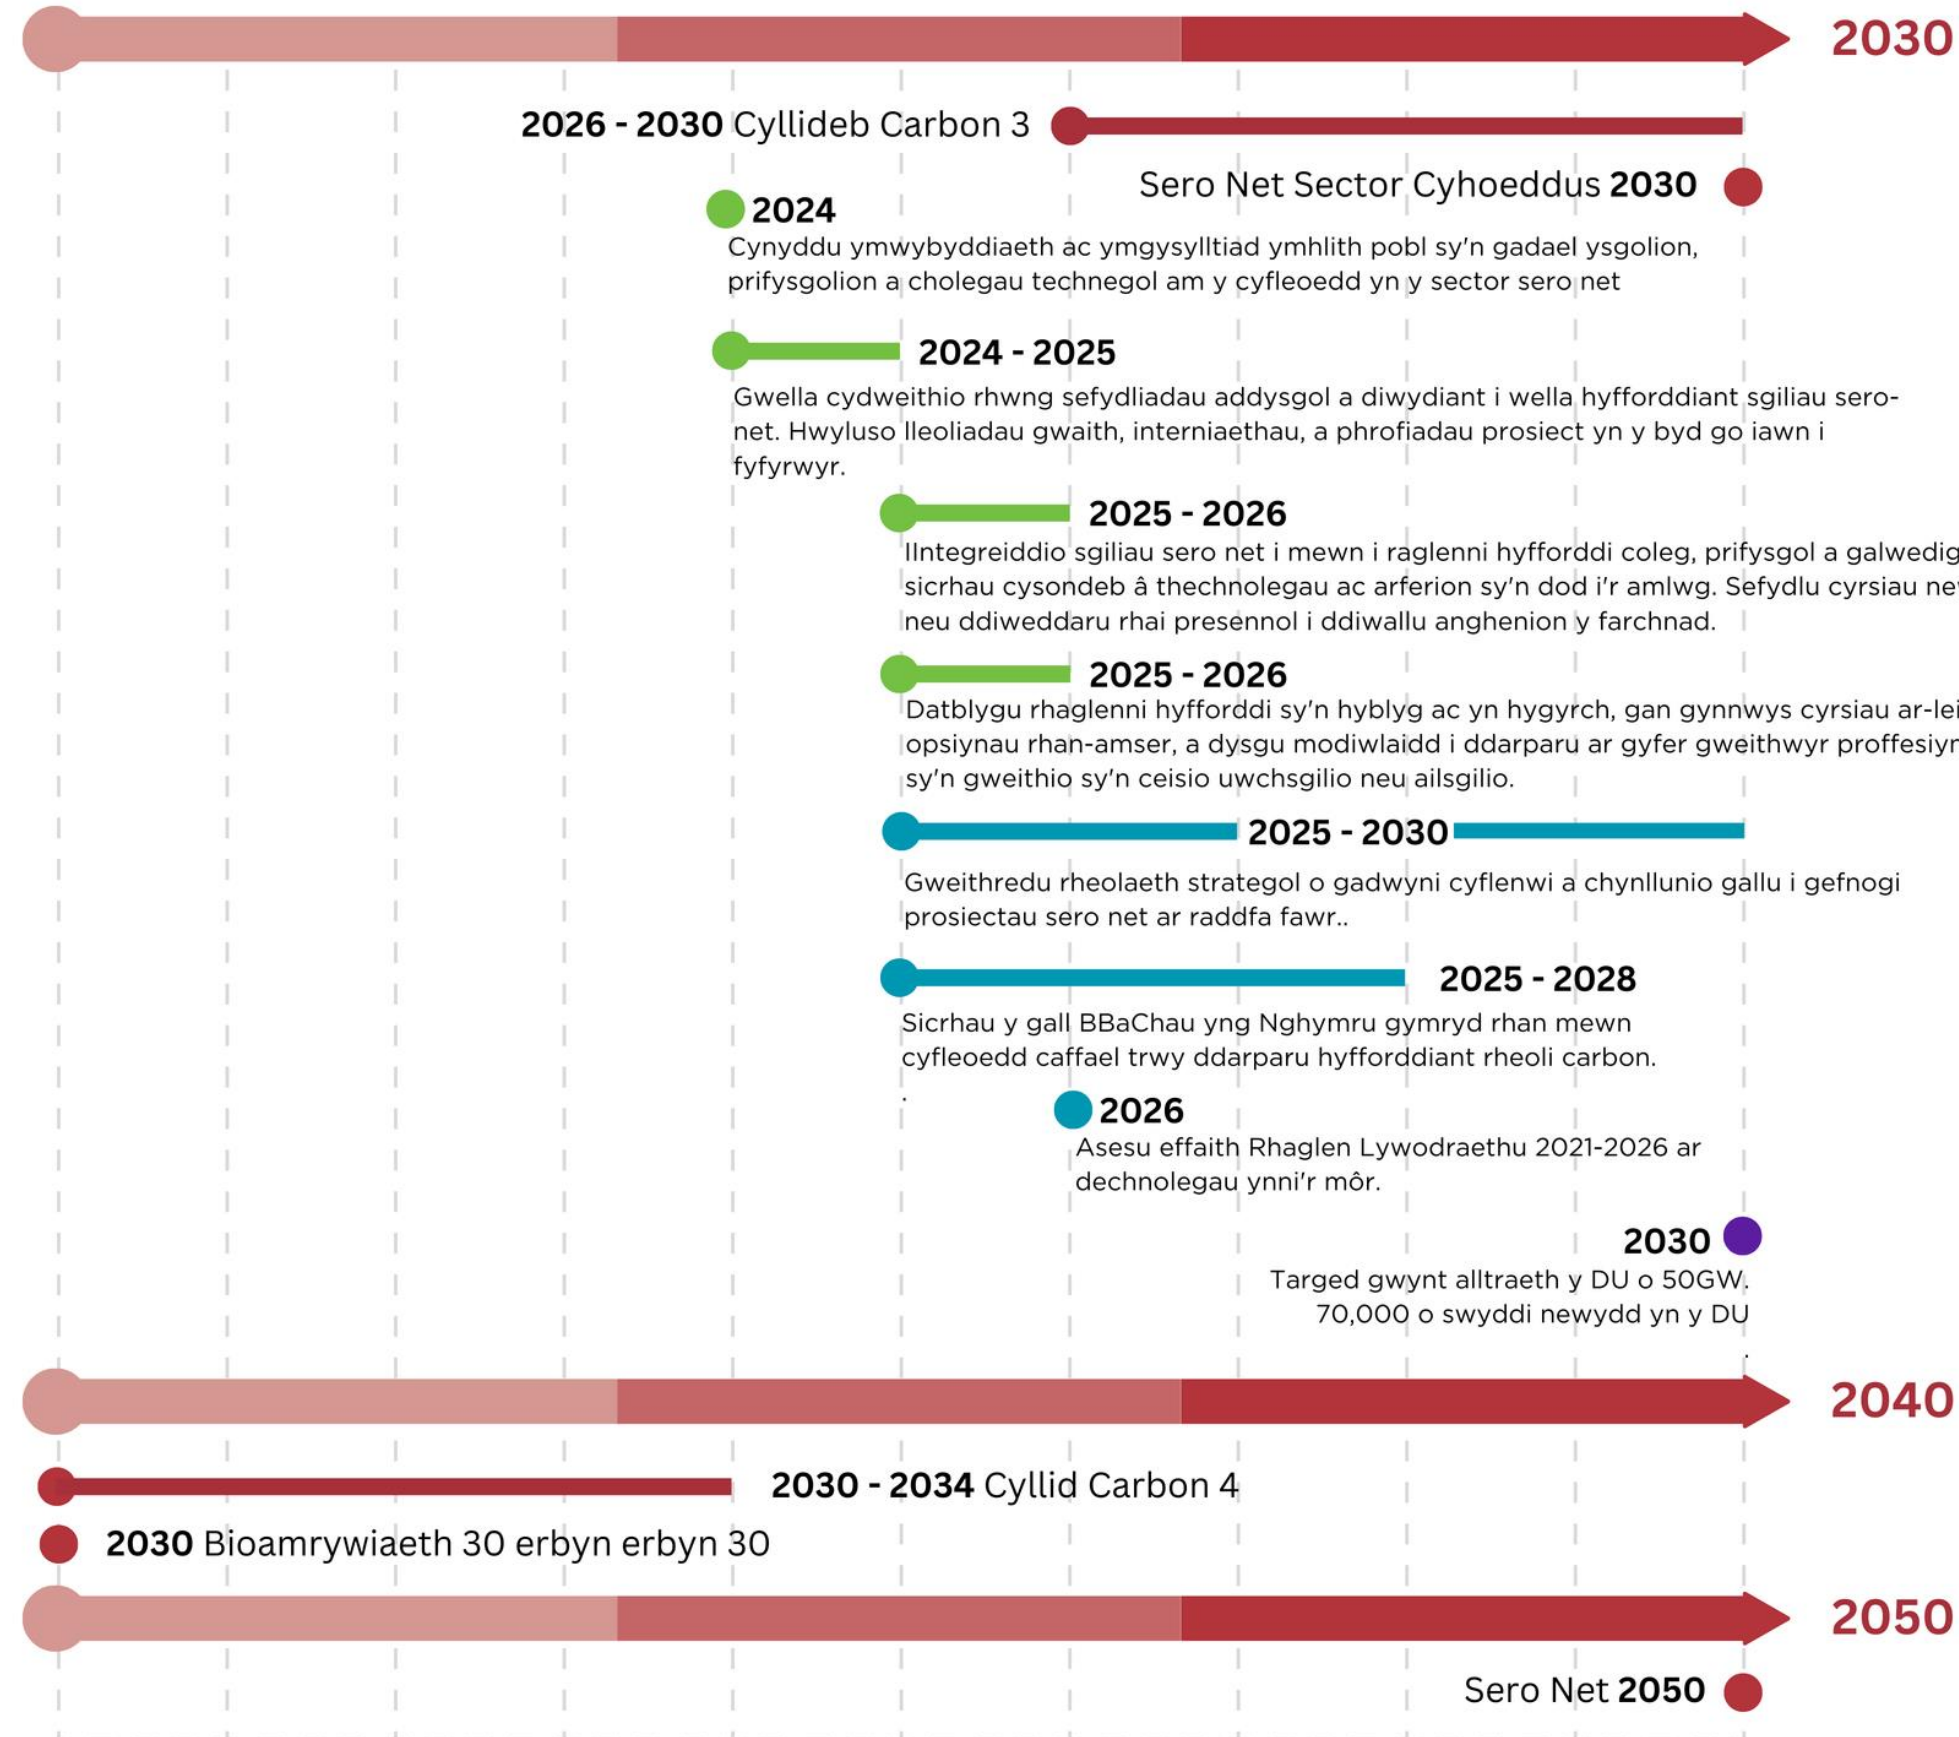 2030
2026 - 2030 Cyllideb Carbon 3
Sero Net Sector Cyhoeddus 2030
2024
Cynyddu ymwybyddiaeth ac ymgysylltiad ymhlith pobl sy'n gadael ysgolion,
prifysgolion a cholegau technegol am y cyfleoedd yn y sector sero net
2024 - 2025
Gwella cydweithio rhwng sefydliadau addysgol a diwydiant i wella hyfforddiant sgiliau sero-
net. Hwyluso lleoliadau gwaith, interniaethau, a phrofiadau prosiect yn y byd go iawn i
fyfyrwyr.
2025 - 2026
IIntegreiddio sgiliau sero net i mewn i raglenni hyfforddi coleg, prifysgol a
sicrhau cysondeb â thechnolegau ac arferion sy'n dod i'r amlwg. Sefydlu cyrsiau
neu ddiweddaru rhai presennol i ddiwallu anghenion y farchnad.
2025 - 2026
Datblygu rhaglenni hyfforddi sy'n hyblyg ac yn hygyrch, gan gynnwys cyrsiau
opsiynau rhan-amser, a dysgu modiwlaidd i ddarparu ar gyfer gweithwyr
sy'n gweithio sy'n ceisio uwchsgilio neu ailsgilio.
2025 - 2030
Gweithredu rheolaeth strategol o gadwyni cyflenwi a chynllunio gallu i gefnogi
prosiectau sero net ar raddfa fawr..
2025 - 2028
Sicrhau y gall BBaChau yng Nghymru gymryd rhan mewn
cyfleoedd caffael trwy ddarparu hyfforddiant rheoli carbon.
.
2026
Asesu effaith Rhaglen Lywodraethu 2021-2026 ar
dechnolegau ynni'r môr.
2030
Targed gwynt alltraeth y DU o 50GW.
70,000 o swyddi newydd yn y DU
.
2040
2030 - 2034 Cyllid Carbon 4
2030 Bioamrywiaeth 30 erbyn erbyn 30
2050
Sero Net 2050